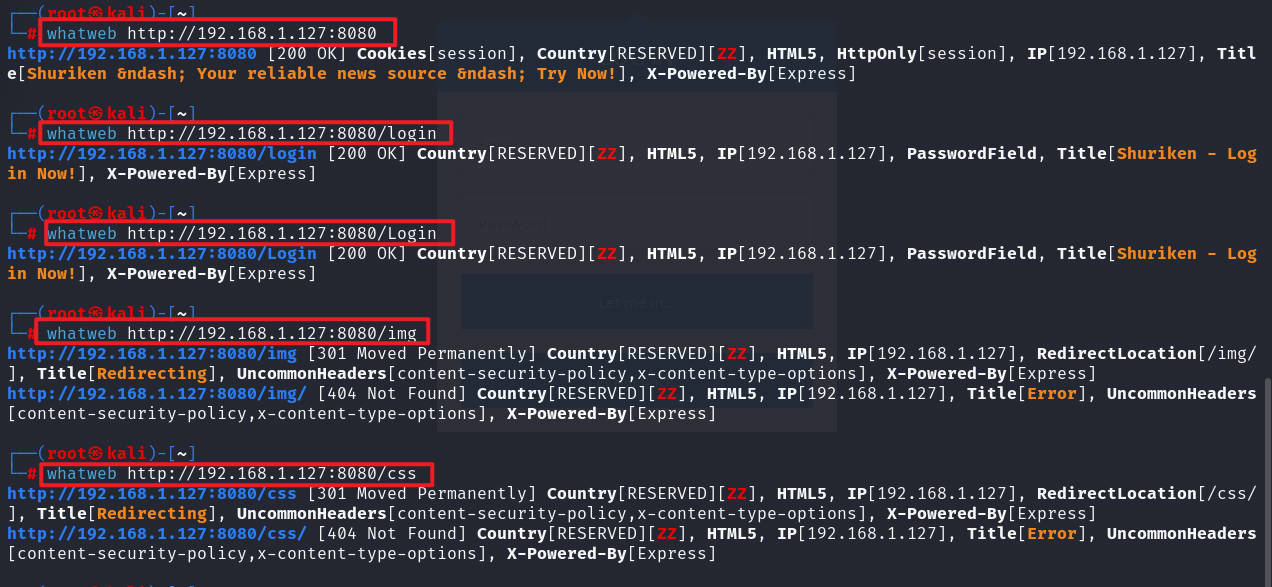 ┌──(root㉿kali)-[~]
└─# whatweb http://192.168.1.127:8080
http://192.168.1.127:8080 [200 OK] Cookies[session], Country[RESERVED][ZZ], HTML5, HttpOnly[session], IP[192.168.1.127], Titl
e[Shuriken &ndash; Your reliable news source &ndash; Try Now!], X-Powered-By[Express]
┌──(root㉿kali)-[~]
└─# whatweb http://192.168.1.127:8080/login
http://192.168.1.127:8080/login [200 OK] Country[RESERVED][ZZ], HTML5, IP[192.168.1.127], PasswordField, Title[Shuriken - Log
in Now!], X-Powered-By[Express]
┌──(root㉿kali)-[~]
└─# whatweb http://192.168.1.127:8080/Login
http://192.168.1.127:8080/Login [200 OK] Country[RESERVED][ZZ], HTML5, IP[192.168.1.127], PasswordField, Title[Shuriken - Log
in Now!], X-Powered-By[Express]
Let me in...
┌──(root㉿kali)-[~]
└─# whatweb http://192.168.1.127:8080/img
http://192.168.1.127:8080/img [301 Moved Permanently] Country[RESERVED][ZZ], HTML5, IP[192.168.1.127], RedirectLocation[/img/
], Title[Redirecting], UncommonHeaders[content-security-policy,x-content-type-options], X-Powered-By[Express]
http://192.168.1.127:8080/img/ [404 Not Found] Country[RESERVED][ZZ], HTML5, IP[192.168.1.127], Title[Error], UncommonHeaders
[content-security-policy,x-content-type-options], X-Powered-By[Express]
┌──(root㉿kali)-[~]
└─# whatweb http://192.168.1.127:8080/css
http://192.168.1.127:8080/css [301 Moved Permanently] Country[RESERVED][ZZ], HTML5, IP[192.168.1.127], RedirectLocation[/css/
], Title[Redirecting], UncommonHeaders[content-security-policy,x-content-type-options], X-Powered-By[Express]
http://192.168.1.127:8080/css/ [404 Not Found] Country[RESERVED][ZZ], HTML5, IP[192.168.1.127], Title[Error], UncommonHeaders
[content-security-policy,x-content-type-options], X-Powered-By[Express]